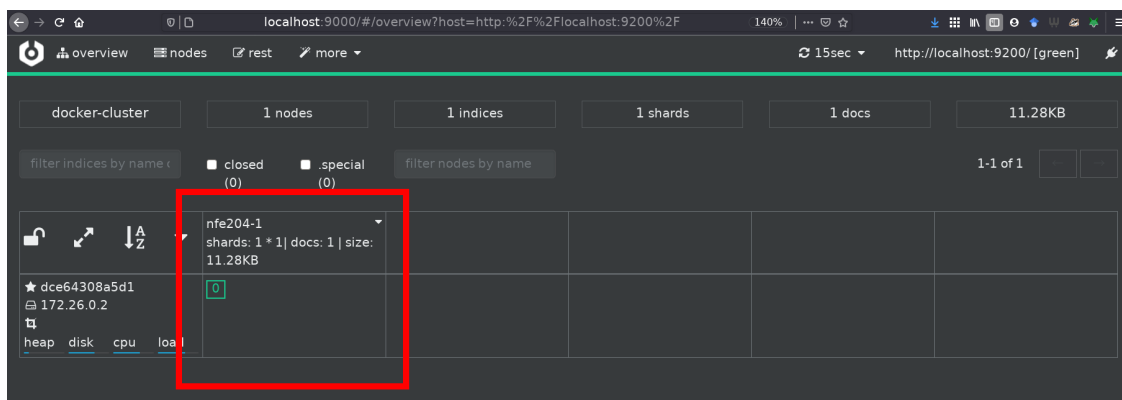 localhost:9000/#/overview?host=http:%2F%2Flocalhost:9200%2F 140%
overview nodes rest more 15sec http://localhost:9200/ [green]
docker-cluster 1 nodes 1 indices 1 shards 1 docs 11.28KB
filter indices by name closed (0) .special (0) filter nodes by name 1-1 of 1
A
Z
nfe204-1
shards: 1 * 1| docs: 1 | size:
11.28KB
dce64308a5d1
172.26.0.2
heap disk cpu load
0